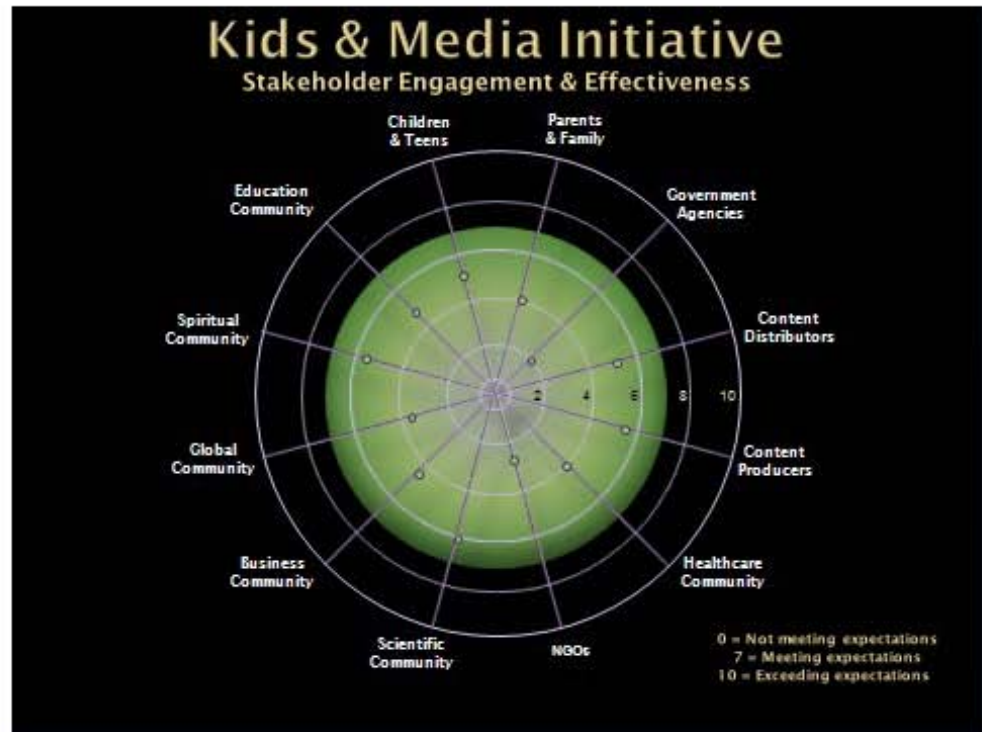 Kids & Media Initiative
Stakeholder Engagement & Effectiveness
Children
& Teens
Parents
& Family
Education
Community
Government
Agencies
Spiritual
Community
Content
Distributors
2
4
6
8
10
Global
Community
Content
Producers
Business
Community
Healthcare
Community
Scientific
Community
NGOs
0 = Not meeting expectations
7 = Meeting expectations
10 = Exceeding expectations